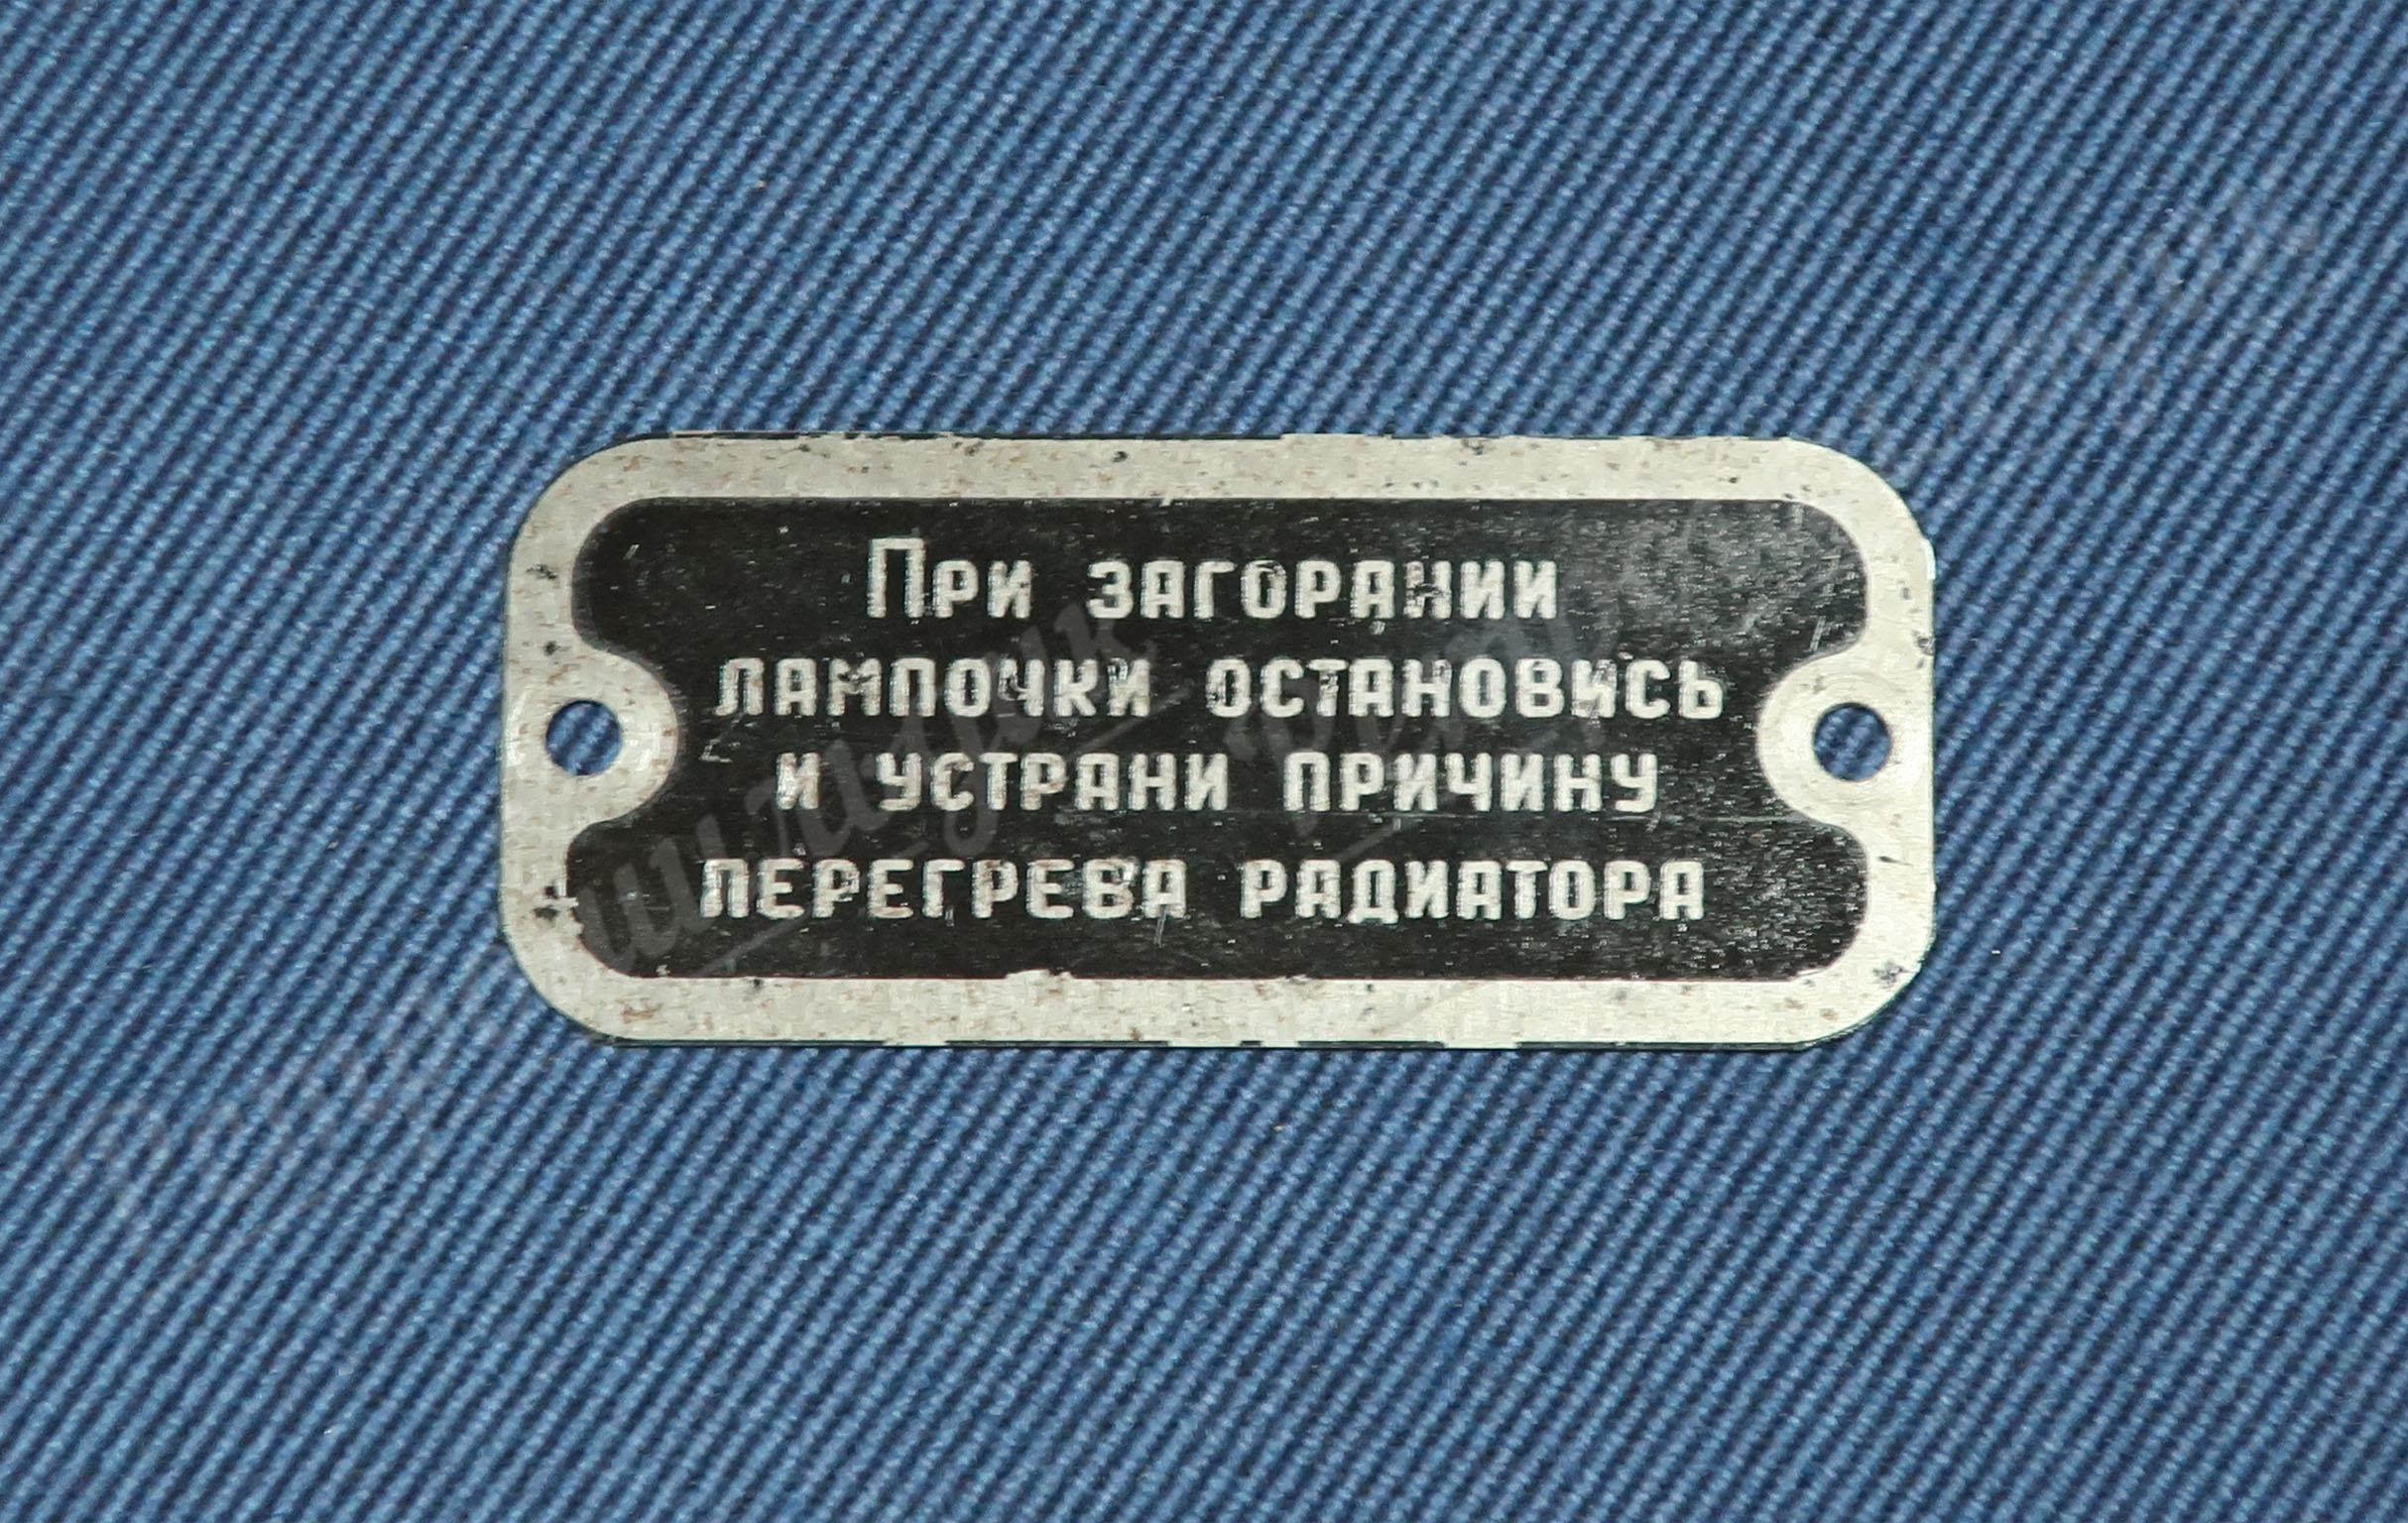 При загорании
лампочки остановись
и устрани причину
перегрева радиатора